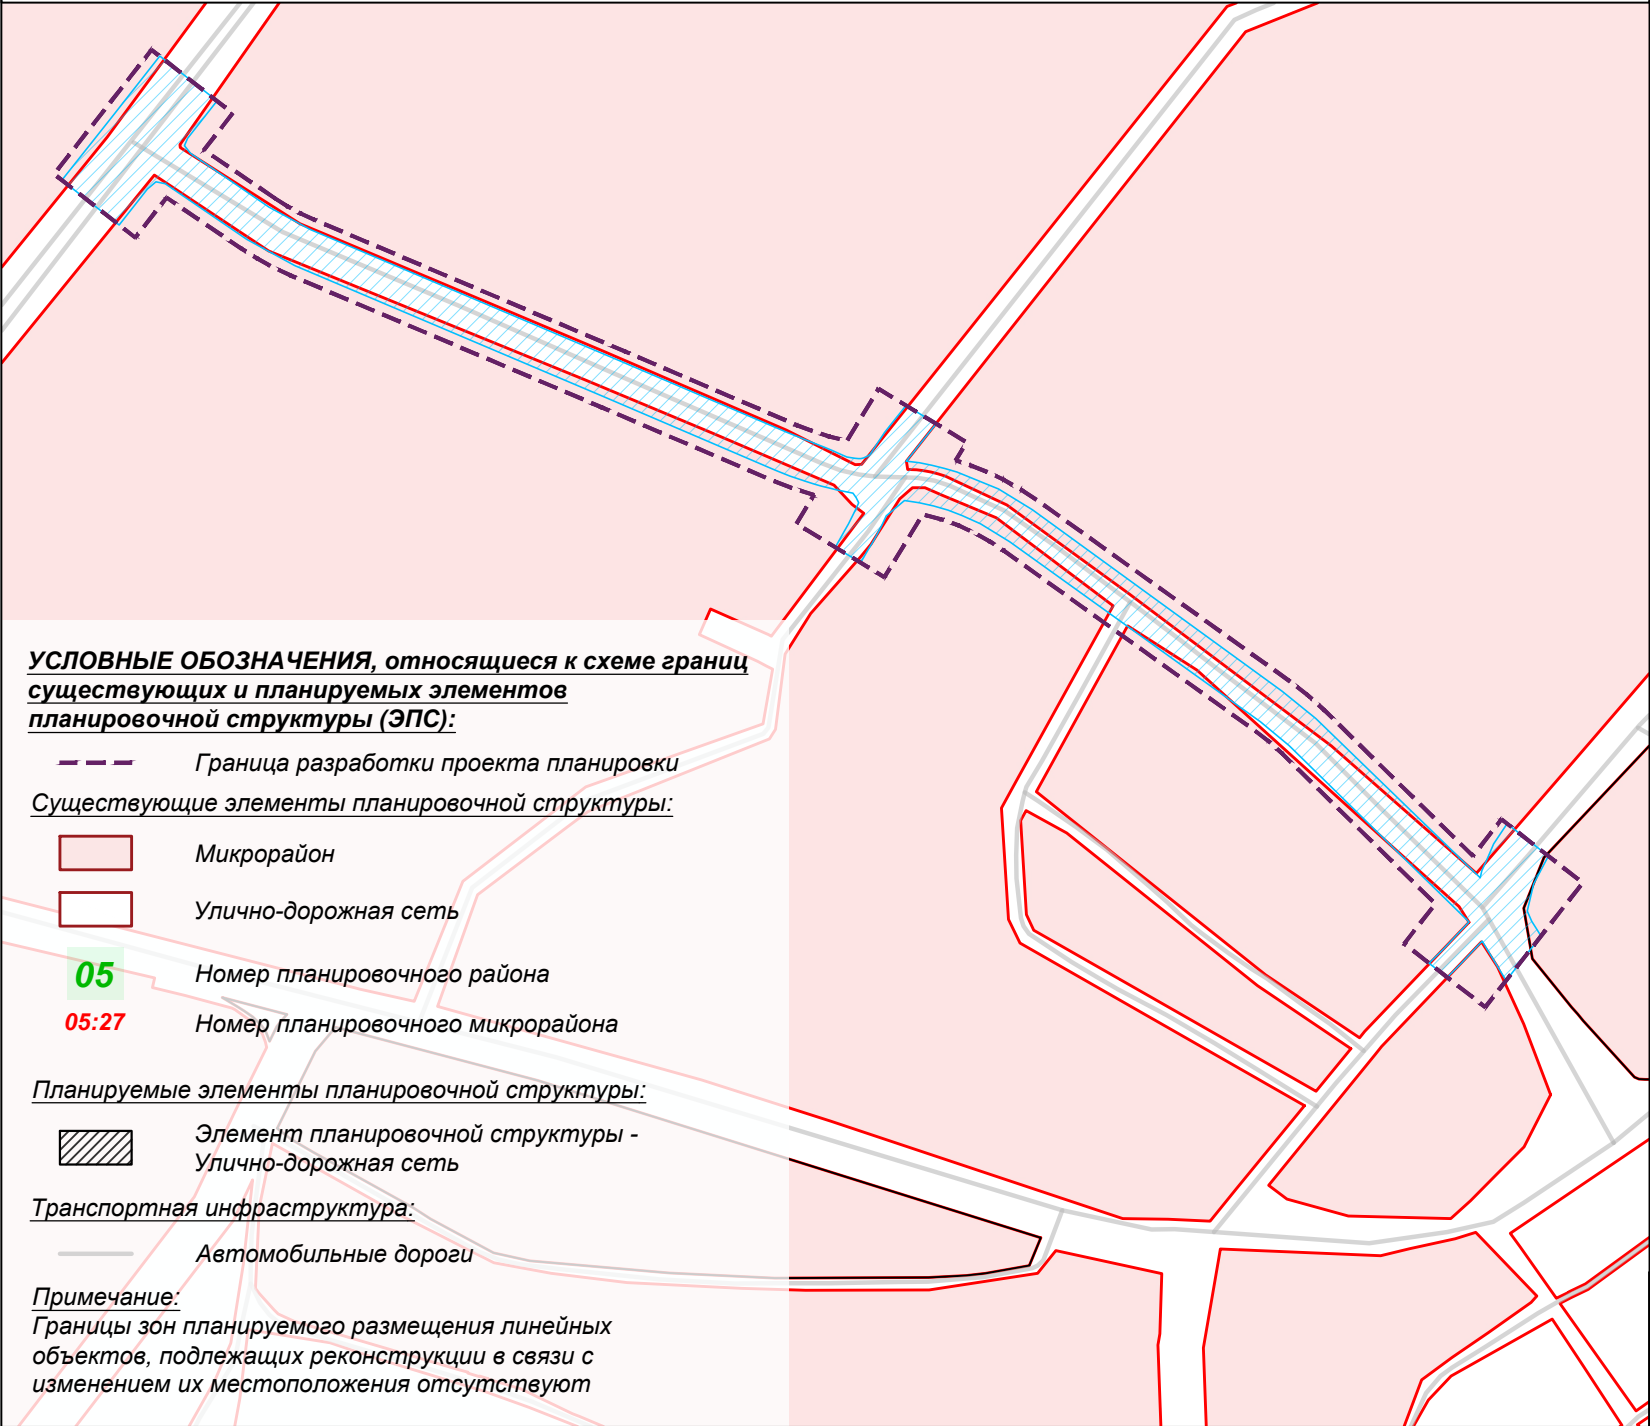 УСЛОВНЫЕ ОБОЗНАЧЕНИЯ, относящиеся к схеме границ
существующих и планируемых элементов
планировочной структуры (ЭПС):
Граница разработки проекта планировки
Существующие элементы планировочной структуры:
Микрорайон
Улично-дорожная сеть
05 Номер планировочного района
05:27 Номер планировочного микрорайона
Планируемые элементы планировочной структуры:
Элемент планировочной структуры -
Улично-дорожная сеть
Транспортная инфраструктура:
Автомобильные дороги
Примечание:
Границы зон планируемого размещения линейных
объектов, подлежащих реконструкции в связи с
изменением их местоположения отсутствуют